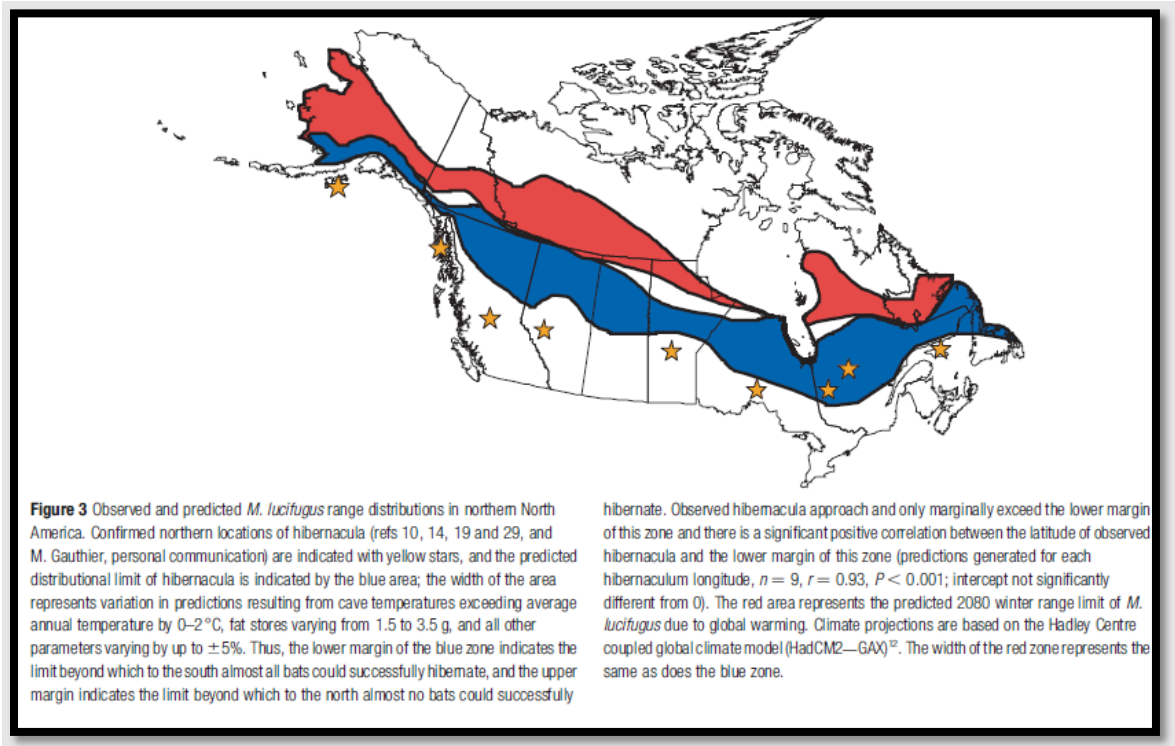 Figure 3 Observed and predicted M. lucifugus range distributions in northern North
America. Confirmed northern locations of hibernacula (refs 10, 14, 19 and 29, and
M. Gauthier, personal communication) are indicated with yellow stars, and the predicted
distributional limit of hibernacula is indicated by the blue area; the width of the area
represents variation in predictions resulting from cave temperatures exceeding average
annual temperature by 0–2°C, fat stores varying from 1.5 to 3.5 g, and all other
parameters varying by up to ±5%. Thus, the lower margin of the blue zone indicates the
limit beyond which to the south almost all bats could successfully hibernate, and the upper
margin indicates the limit beyond which to the north almost no bats could successfully
hibernate. Observed hibernacula approach and only marginally exceed the lower margin
of this zone and there is a significant positive correlation between the latitude of observed
hibernacula and the lower margin of this zone (predictions generated for each
hibernaculum longitude, n = 9, r = 0.93, P < 0.001; intercept not significantly
different from 0). The red area represents the predicted 2080 winter range limit of M.
lucifugus due to global warming. Climate projections are based on the Hadley Centre
coupled global climate model (HadCM2—GAX)¹². The width of the red zone represents the
same as does the blue zone.